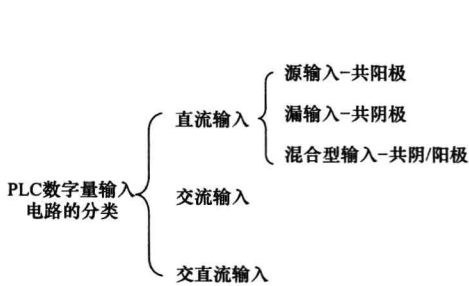 PLC数字量输入
电路的分类
直流输入
源输入-共阳极
漏输入-共阴极
混合型输入-共阴/阳极
交流输入
交直流输入